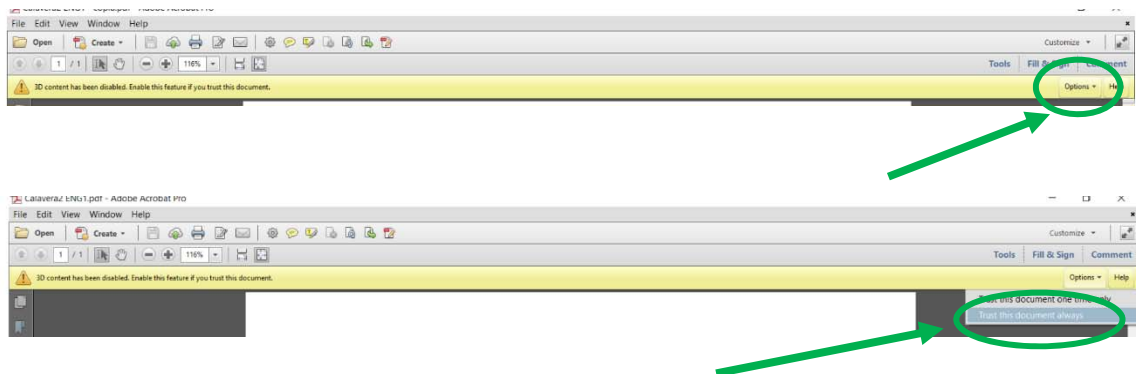 File Edit View Window Help
Open Create Customize
1 / 1 116% Tools Fill & Sign Comment
3D content has been disabled. Enable this feature if you trust this document. Options Help
Calavera2 ENG1.pdf - Adobe Acrobat Pro
File Edit View Window Help
Open Create Customize
1 / 1 116% Tools Fill & Sign Comment
3D content has been disabled. Enable this feature if you trust this document. Options Help
Trust this document one time only
Trust this document always